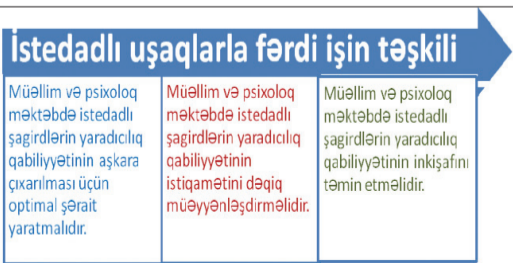 İstedadlı uşaqlarla fərdi işin təşkili
Müəllim və psixoloq
məktəbdə istedadlı
şagirdlərin yaradıcılıq
qabiliyyətinin aşkara
çıxarılması üçün
optimal şərait
yaratmalıdır.
Müəllim və psixoloq
məktəbdə istedadlı
şagirdlərin yaradıcılıq
qabiliyyətinin
istiqamətini dəqiq
müəyyənləşdirməlidir.
Müəllim və psixoloq
məktəbdə istedadlı
şagirdlərin yaradıcılıq
qabiliyyətinin inkişafını
təmin etməlidir.